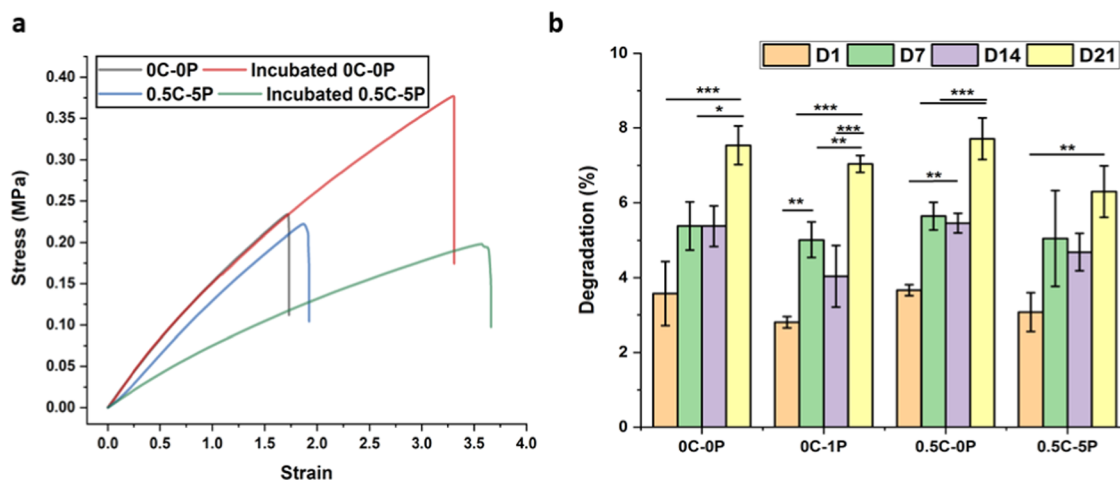 a
0C-0P Incubated 0C-0P
0.5C-5P Incubated 0.5C-5P
0.40
0.35
0.30
0.25
0.20
0.15
0.10
0.05
0.00
Stress (MPa)
0.0 0.5 1.0 1.5 2.0 2.5 3.0 3.5 4.0
Strain
b
D1 D7 D14 D21
10
8
6
4
2
0
Degradation (%)
*** * ** *** *** ** ** *** **
0C-0P 0C-1P 0.5C-0P 0.5C-5P